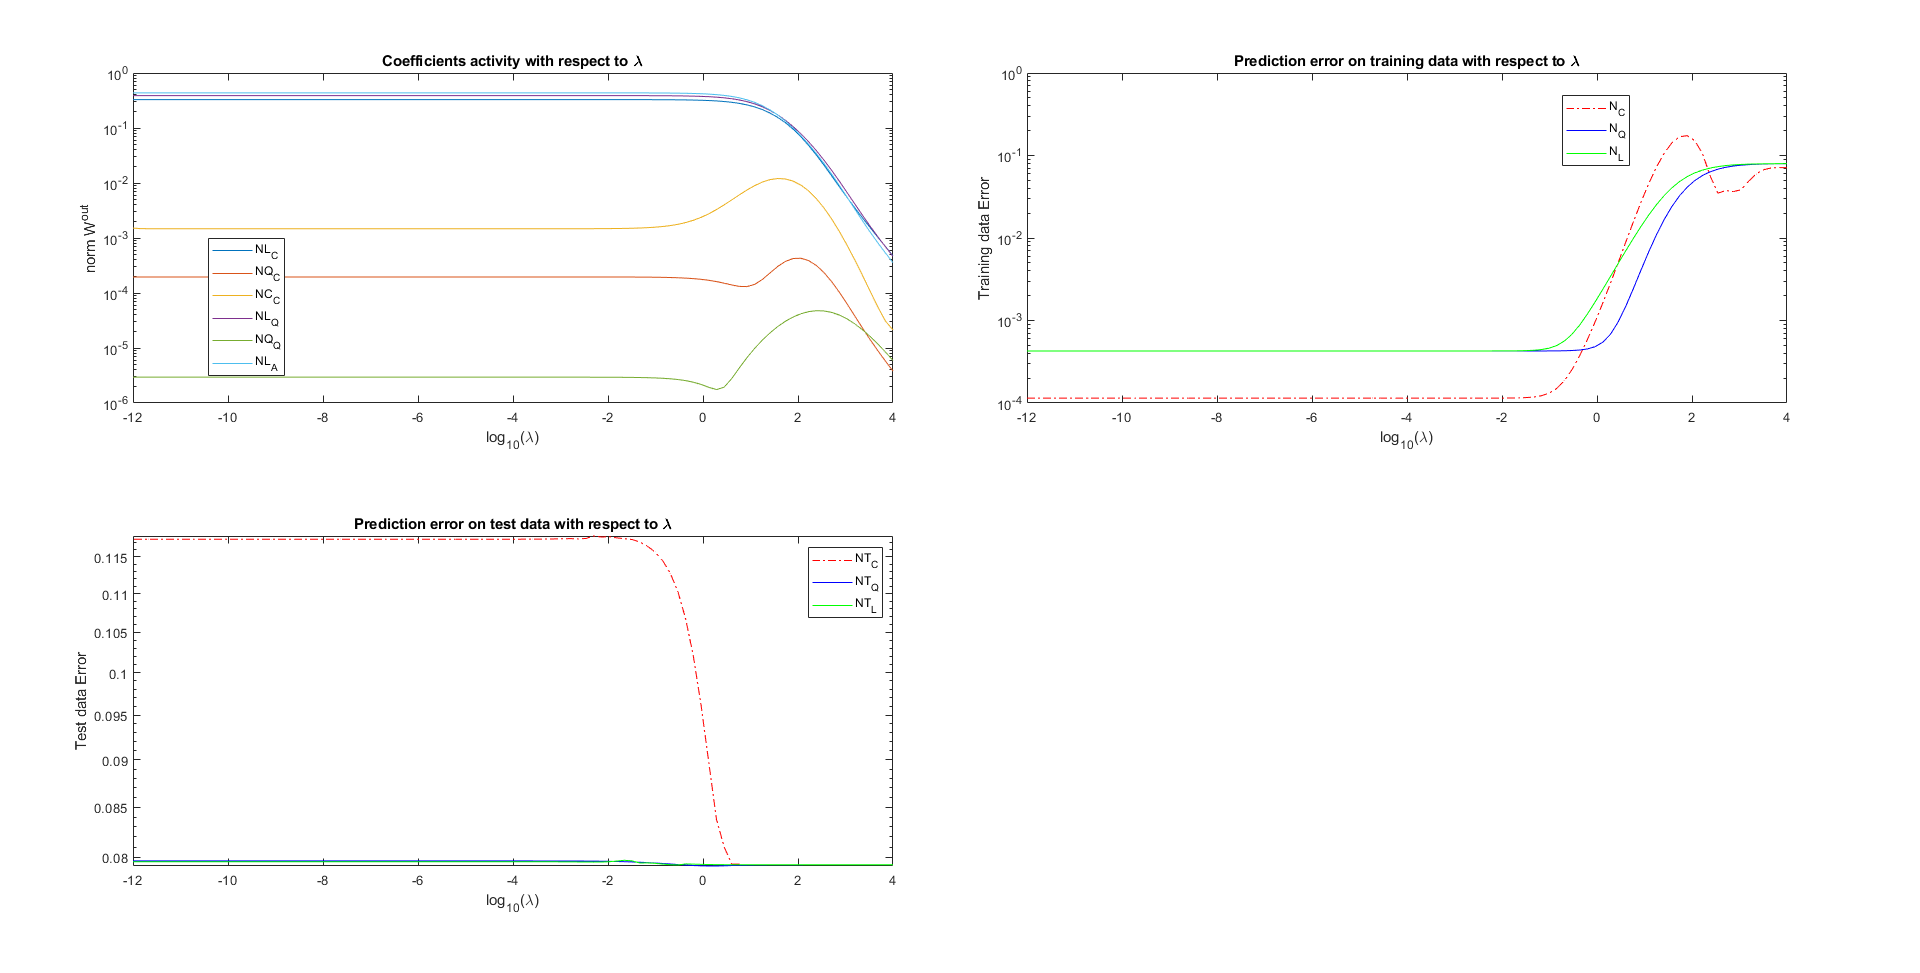 Coefficients activity with respect to λ
norm W^out
10^0
10^-1
10^-2
10^-3
10^-4
10^-5
10^-6
NL_C
NQ_C
NC_C
NL_Q
NQ_Q
NL_A
-12 -10 -8 -6 -4 -2 0 2 4
log_10(λ)
Prediction error on training data with respect to λ
Training data Error
10^0
10^-1
10^-2
10^-3
10^-4
N_C
N_Q
N_L
-12 -10 -8 -6 -4 -2 0 2 4
log_10(λ)
Prediction error on test data with respect to λ
Test data Error
0.115
0.11
0.105
0.1
0.095
0.09
0.085
0.08
NT_C
NT_Q
NT_L
-12 -10 -8 -6 -4 -2 0 2 4
log_10(λ)